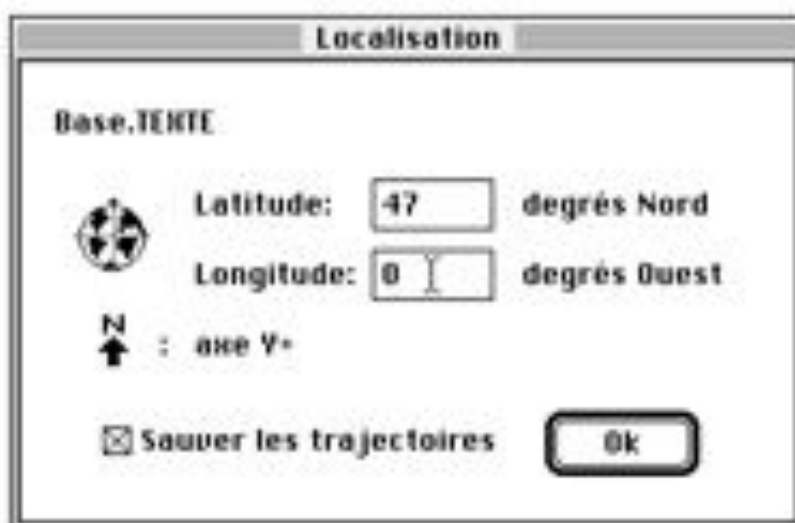 Localisation
Base.TEXTE
Latitude: 47 degrés Nord
Longitude: 0 degrés Ouest
N : axe Y+
Sauver les trajectoires Ok